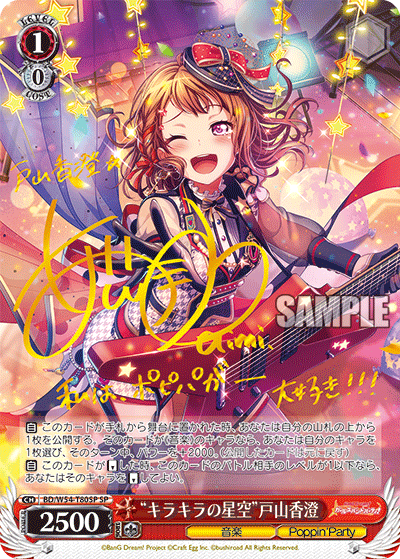 LEVEL
1
0
COST
戸山香澄
aimi.
SAMPLE
私は、ポピパが
大好き!!!
自 このカードが手札から舞台に置かれた時、あなたは自分の山札の上から
1枚を公開する。そのカードが《音楽》のキャラなら、あなたは自分のキャラを
1枚選び、そのターン中、パワーを+2000。(公開したカードは元に戻す)
自 このカードが した時、このカードのバトル相手のレベルが1以下なら、
あなたはそのキャラを思い出にしてよい。
CH BD/W54-T80SP SP
2500
“キラキラの星空”戸山香澄
音楽
Poppin'Party
©BanG Dream! Project ©Craft Egg Inc. ©bushiroad All Rights Reserved.